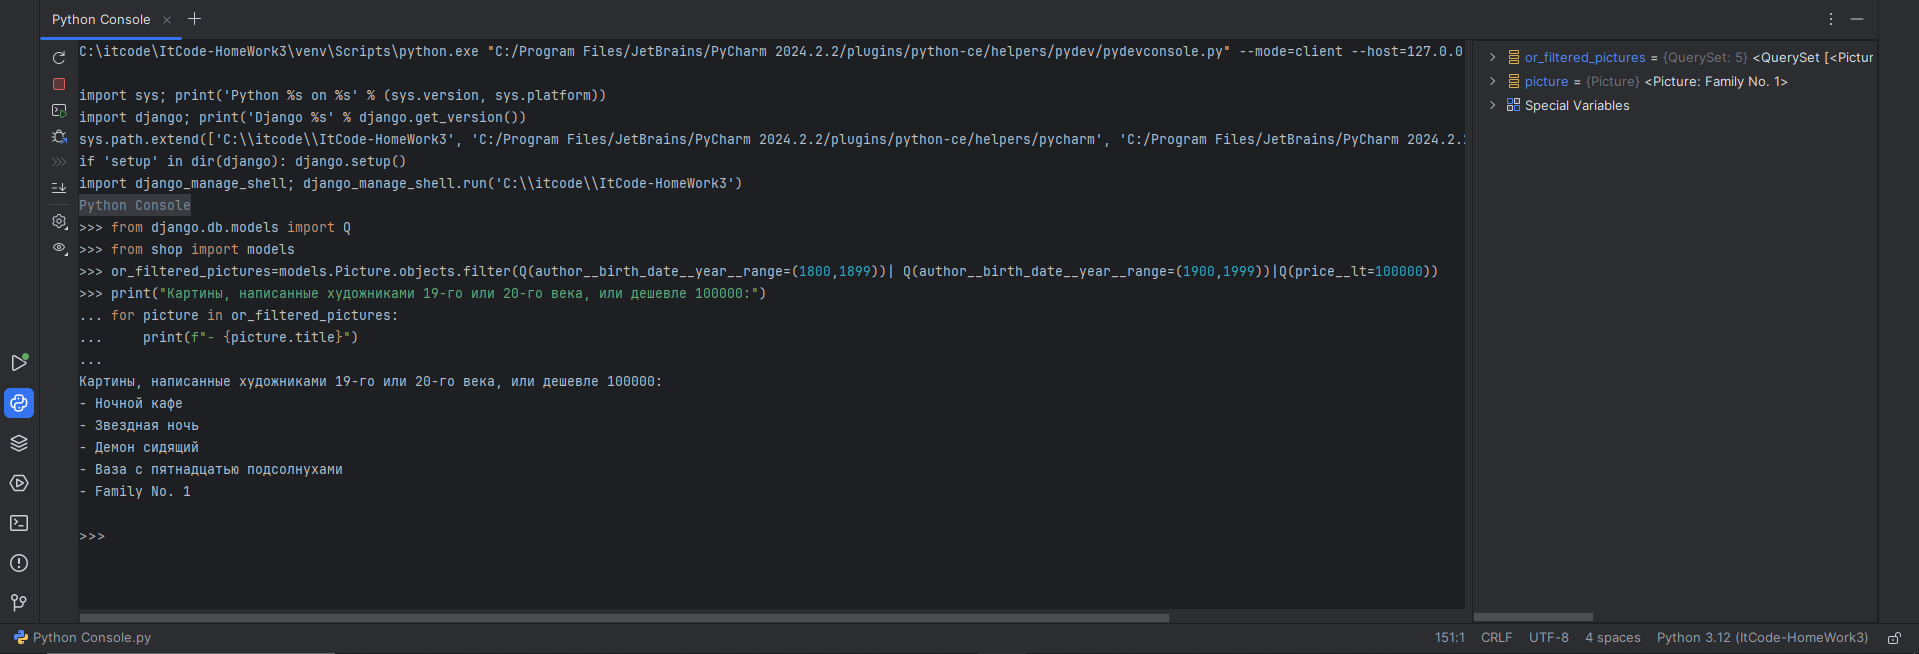 Python Console
C:\itcode\ItCode-HomeWork3\venv\Scripts\python.exe "C:/Program Files/JetBrains/PyCharm 2024.2.2/plugins/python-ce/helpers/pydev/pydevconsole.py" --mode=client --host=127.0.0
import sys; print('Python %s on %s' % (sys.version, sys.platform))
import django; print('Django %s' % django.get_version())
sys.path.extend(['C:\\itcode\\ItCode-HomeWork3', 'C:/Program Files/JetBrains/PyCharm 2024.2.2/plugins/python-ce/helpers/pycharm', 'C:/Program Files/JetBrains/PyCharm 2024.2.
if 'setup' in dir(django): django.setup()
import django_manage_shell; django_manage_shell.run('C:\\itcode\\ItCode-HomeWork3')
Python Console
>>> from django.db.models import Q
>>> from shop import models
>>> or_filtered_pictures=models.Picture.objects.filter(Q(author__birth_date__year__range=(1800,1899))| Q(author__birth_date__year__range=(1900,1999))|Q(price__lt=100000))
>>> print("Картины, написанные художниками 19-го или 20-го века, или дешевле 100000:")
... for picture in or_filtered_pictures:
...     print(f"- {picture.title}")
...
Картины, написанные художниками 19-го или 20-го века, или дешевле 100000:
- Ночной кафе
- Звездная ночь
- Демон сидящий
- Ваза с пятнадцатью подсолнухами
- Family No. 1
>>>
or_filtered_pictures = {QuerySet: 5} <QuerySet [<Pictur
picture = {Picture} <Picture: Family No. 1>
Special Variables
Python Console.py
151:1 CRLF UTF-8 4 spaces Python 3.12 (ItCode-HomeWork3)